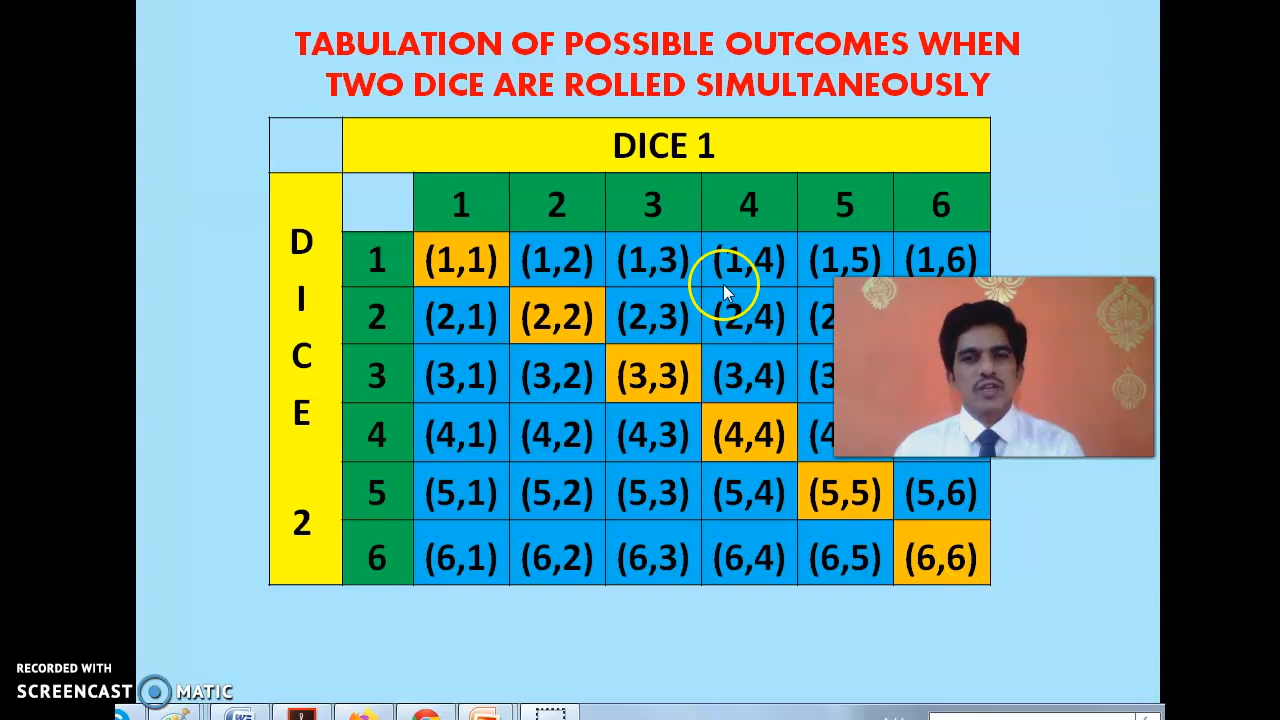 TABULATION OF POSSIBLE OUTCOMES WHEN
TWO DICE ARE ROLLED SIMULTANEOUSLY
DICE 1
DICE 2
1 2 3 4 5 6
1 (1,1) (1,2) (1,3) (1,4) (1,5) (1,6)
2 (2,1) (2,2) (2,3) (2,4) (2
3 (3,1) (3,2) (3,3) (3,4) (3
4 (4,1) (4,2) (4,3) (4,4) (4
5 (5,1) (5,2) (5,3) (5,4) (5,5) (5,6)
6 (6,1) (6,2) (6,3) (6,4) (6,5) (6,6)
RECORDED WITH
SCREENCAST MATIC